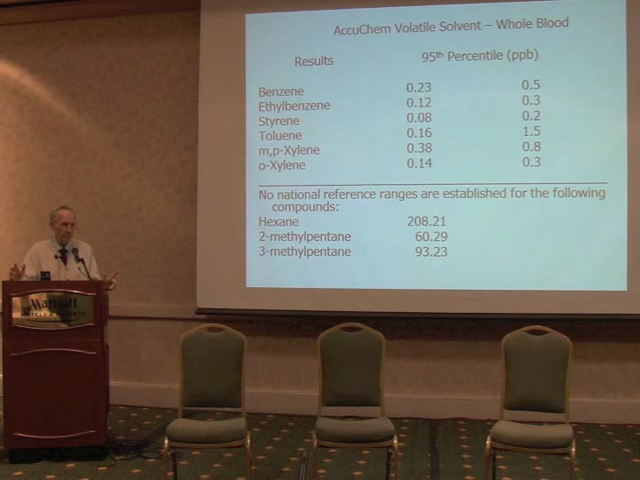 AccuChem Volatile Solvent – Whole Blood
Results 95th Percentile (ppb)
Benzene 0.23 0.5
Ethylbenzene 0.12 0.3
Styrene 0.08 0.2
Toluene 0.16 1.5
m,p-Xylene 0.38 0.8
o-Xylene 0.14 0.3
No national reference ranges are established for the following
compounds:
Hexane 208.21
2-methylpentane 60.29
3-methylpentane 93.23
Marriott